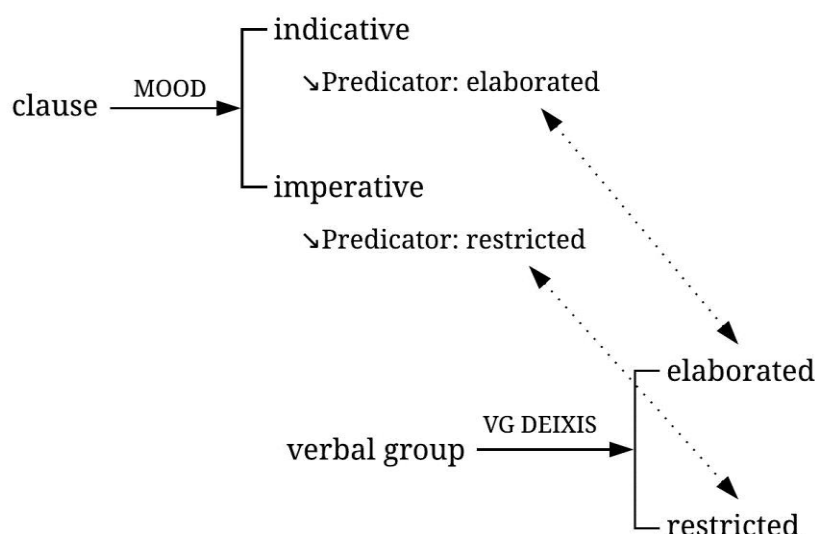 indicative
↘Predicator: elaborated
MOOD
clause
imperative
↘Predicator: restricted
elaborated
VG DEIXIS
verbal group
restricted